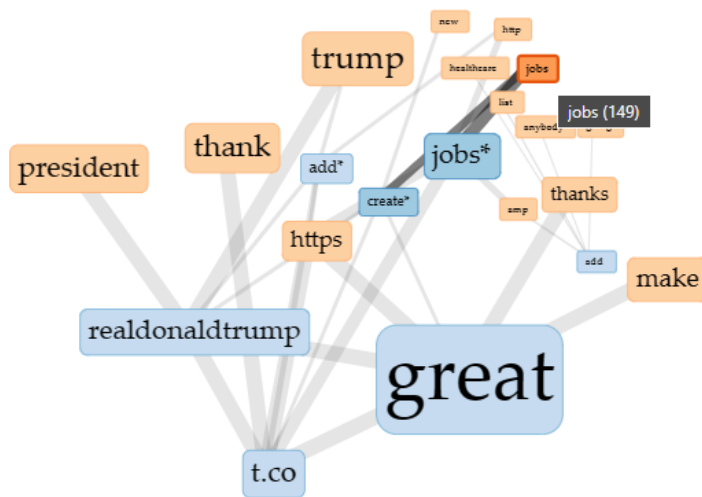 new
http
trump
healthcare
jobs
list
jobs (149)
anybody
thank
president
add*
jobs*
create*
thanks
amp
https
add
make
realdonaldtrump
great
t.co